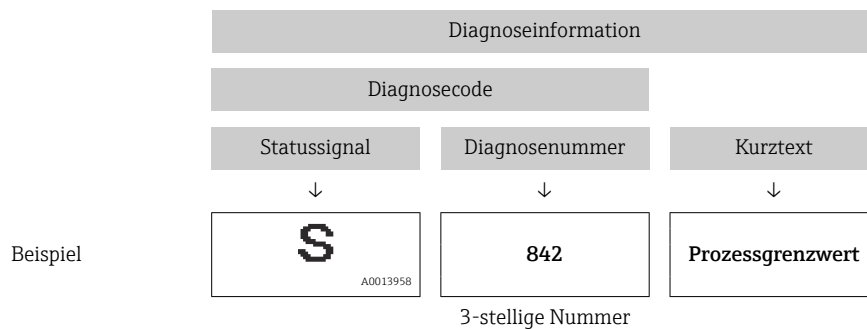 Diagnoseinformation
Diagnosecode
Statussignal Diagnosenummer Kurztext
↓ ↓ ↓
Beispiel S 842 Prozessgrenzwert
A0013958
3-stellige Nummer